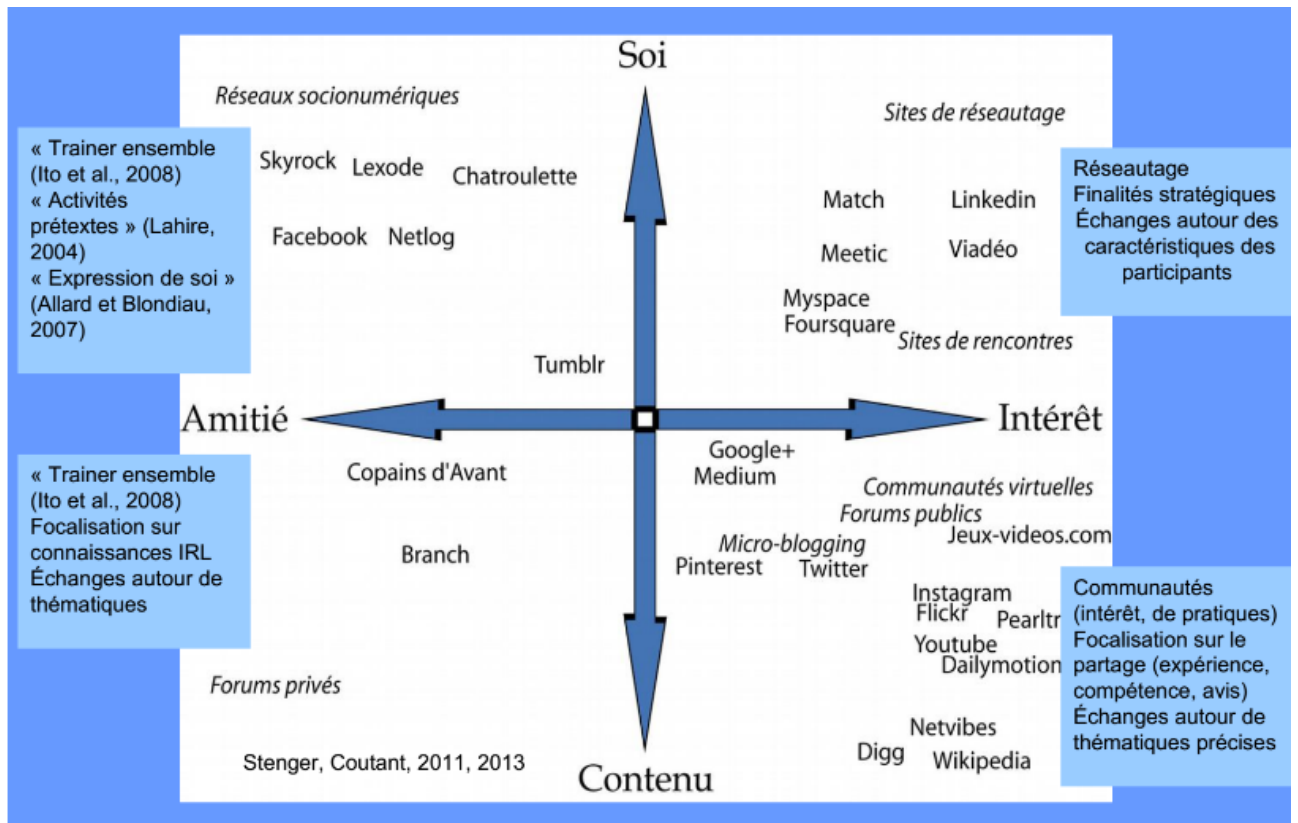 Soi
Réseaux socionumériques
Sites de réseautage
« Trainer ensemble
(Ito et al., 2008)
« Activités
prétextes » (Lahire,
2004)
« Expression de soi »
(Allard et Blondiau,
2007)
Skyrock
Lexode
Chatroulette
Facebook
Netlog
Tumblr
Match
Linkedin
Meetic
Viadéo
Myspace
Foursquare
Sites de rencontres
Réseautage
Finalités stratégiques
Échanges autour des
caractéristiques des
participants
Amitié
Intérêt
« Trainer ensemble
(Ito et al., 2008)
Focalisation sur
connaissances IRL
Échanges autour de
thématiques
Copains d'Avant
Branch
Forums privés
Stenger, Coutant, 2011, 2013
Google+
Medium
Communautés virtuelles
Forums publics
Jeux-videos.com
Micro-blogging
Pinterest
Twitter
Instagram
Flickr
Pearltr
Youtube
Dailymotion
Netvibes
Digg
Wikipedia
Communautés
(intérêt, de pratiques)
Focalisation sur le
partage (expérience,
compétence, avis)
Échanges autour de
thématiques précises
Contenu